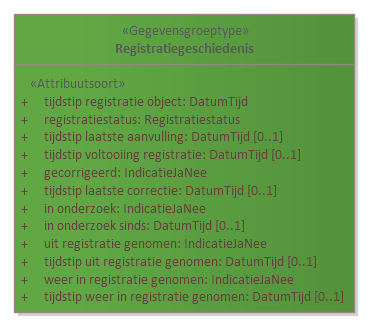 «Gegevensgroeptype»
Registratiegeschiedenis
«Attribuutsoort»
+ tijdstip registratie object: DatumTijd
+ registratiestatus: Registratiestatus
+ tijdstip laatste aanvulling: DatumTijd [0..1]
+ tijdstip voltooiing registratie: DatumTijd [0..1]
+ gecorrigeerd: IndicatieJaNee
+ tijdstip laatste correctie: DatumTijd [0..1]
+ in onderzoek: IndicatieJaNee
+ in onderzoek sinds: DatumTijd [0..1]
+ uit registratie genomen: IndicatieJaNee
+ tijdstip uit registratie genomen: DatumTijd [0..1]
+ weer in registratie genomen: IndicatieJaNee
+ tijdstip weer in registratie genomen: DatumTijd [0..1]